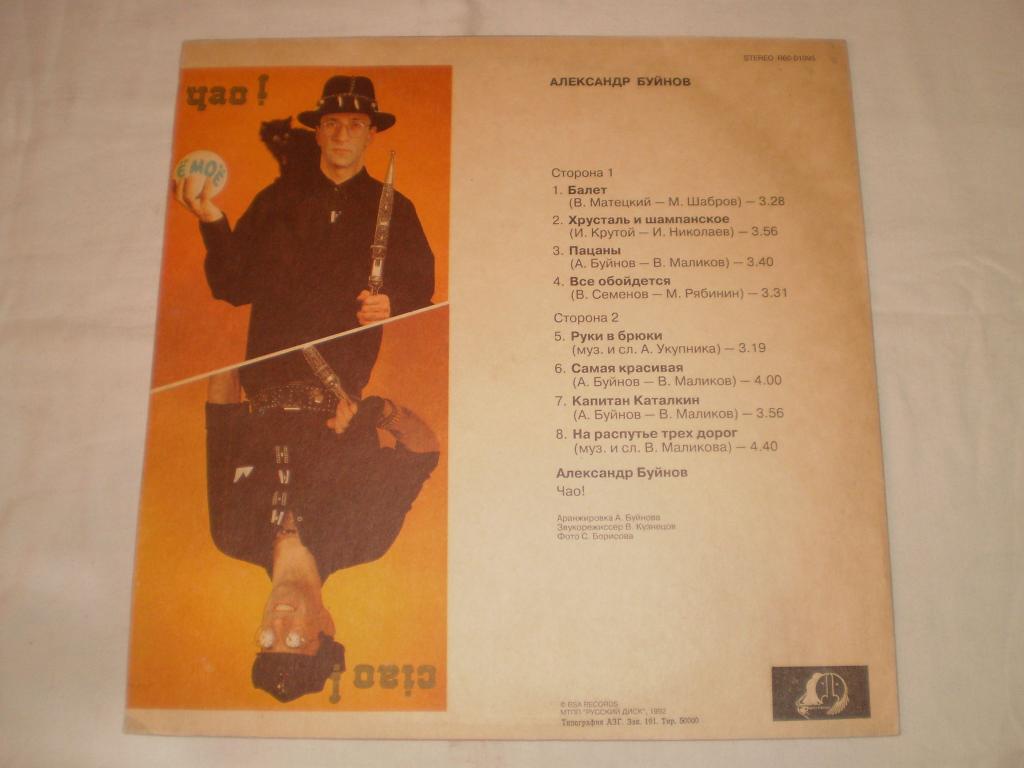 чао !
ЁМОЁ
ciao !
STEREO R60 01095
АЛЕКСАНДР БУЙНОВ
Сторона 1
1. Балет
(В. Матецкий — М. Шабров) — 3.28
2. Хрусталь и шампанское
(И. Крутой — И. Николаев) — 3.56
3. Пацаны
(А. Буйнов — В. Маликов) — 3.40
4. Все обойдется
(В. Семенов — М. Рябинин) — 3.31
Сторона 2
5. Руки в брюки
(муз. и сл. А. Укупника) — 3.19
6. Самая красивая
(А. Буйнов — В. Маликов) — 4.00
7. Капитан Каталкин
(А. Буйнов — В. Маликов) — 3.56
8. На распутье трех дорог
(муз. и сл. В. Маликова) — 4.40
Александр Буйнов
Чао!
Аранжировка А. Буйнова
Звукорежиссер В. Кузнецов
Фото С. Борисова
© BSA RECORDS
МТПП "РУССКИЙ ДИСК", 1992
Типография АЗГ. Зак. 191. Тир. 50000